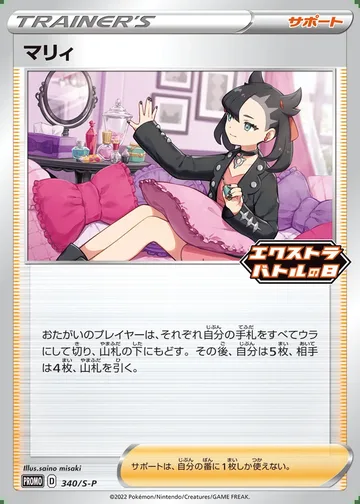 TRAINER'S
サポート
マリィ
エクストラ
バトルの日
おたがいのプレイヤーは、それぞれ自分の手札をすべてウラ
にして切り、山札の下にもどす。その後、自分は5枚、相手
は4枚、山札を引く。
Illus.saino misaki
PROMO D 340/S-P
サポートは、自分の番に1枚しか使えない。
©2022 Pokémon/Nintendo/Creatures/GAME FREAK.